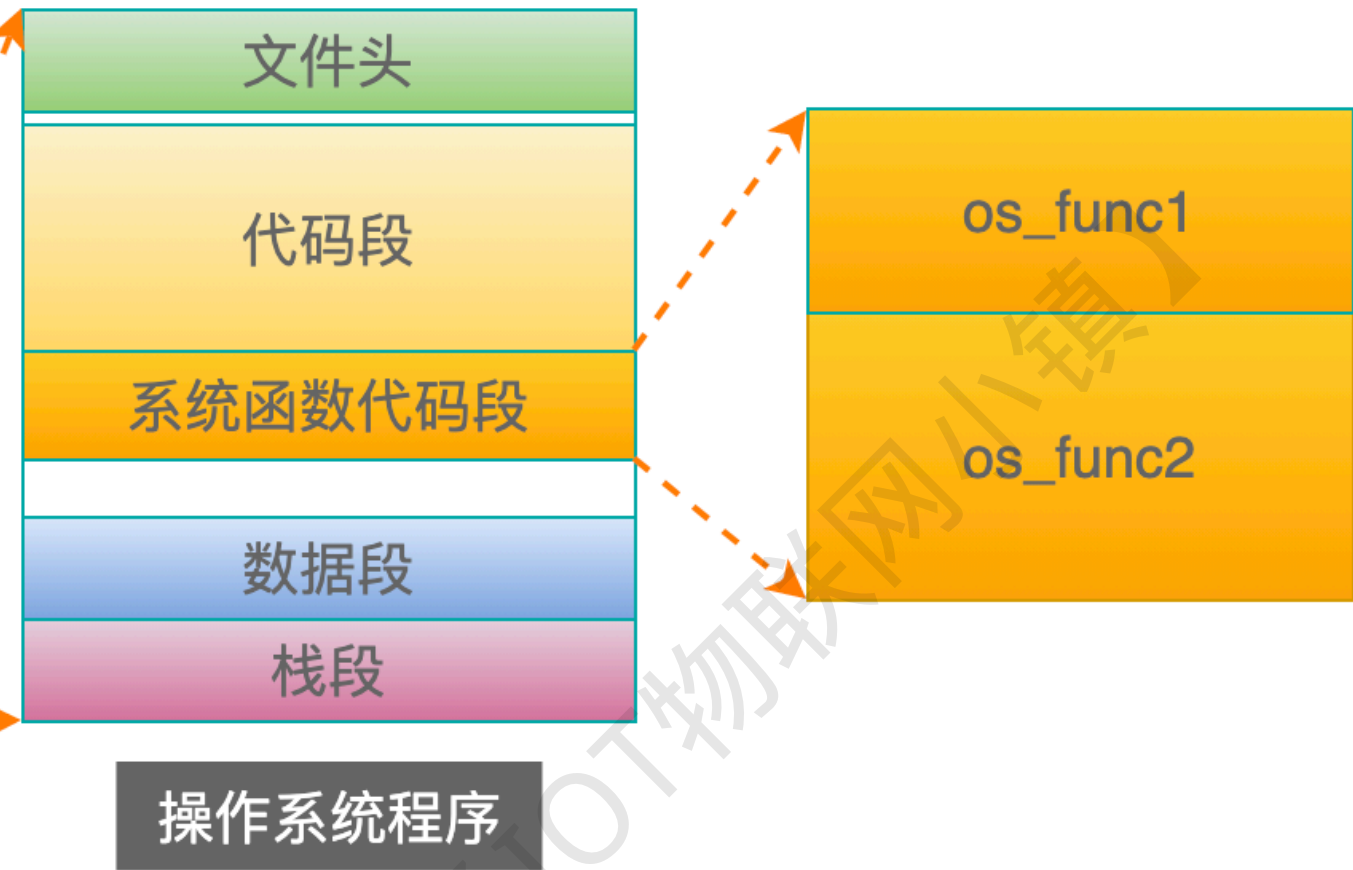 文件头
代码段
系统函数代码段
数据段
栈段
操作系统程序
os_func1
os_func2
IOT物联网小镇】